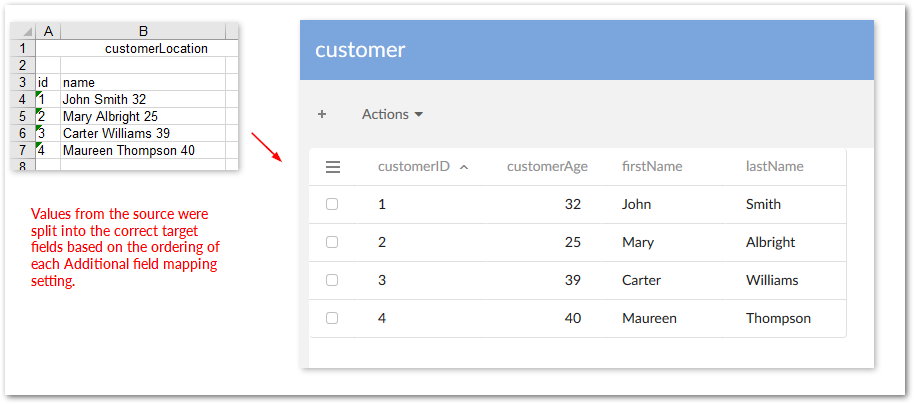 A B
1 customerLocation
2
3 id name
4 1 John Smith 32
5 2 Mary Albright 25
6 3 Carter Williams 39
7 4 Maureen Thompson 40
8
Values from the source were
split into the correct target
fields based on the ordering of
each Additional field mapping
setting.
customer
+ Actions
customerID customerAge firstName lastName
1 32 John Smith
2 25 Mary Albright
3 39 Carter Williams
4 40 Maureen Thompson